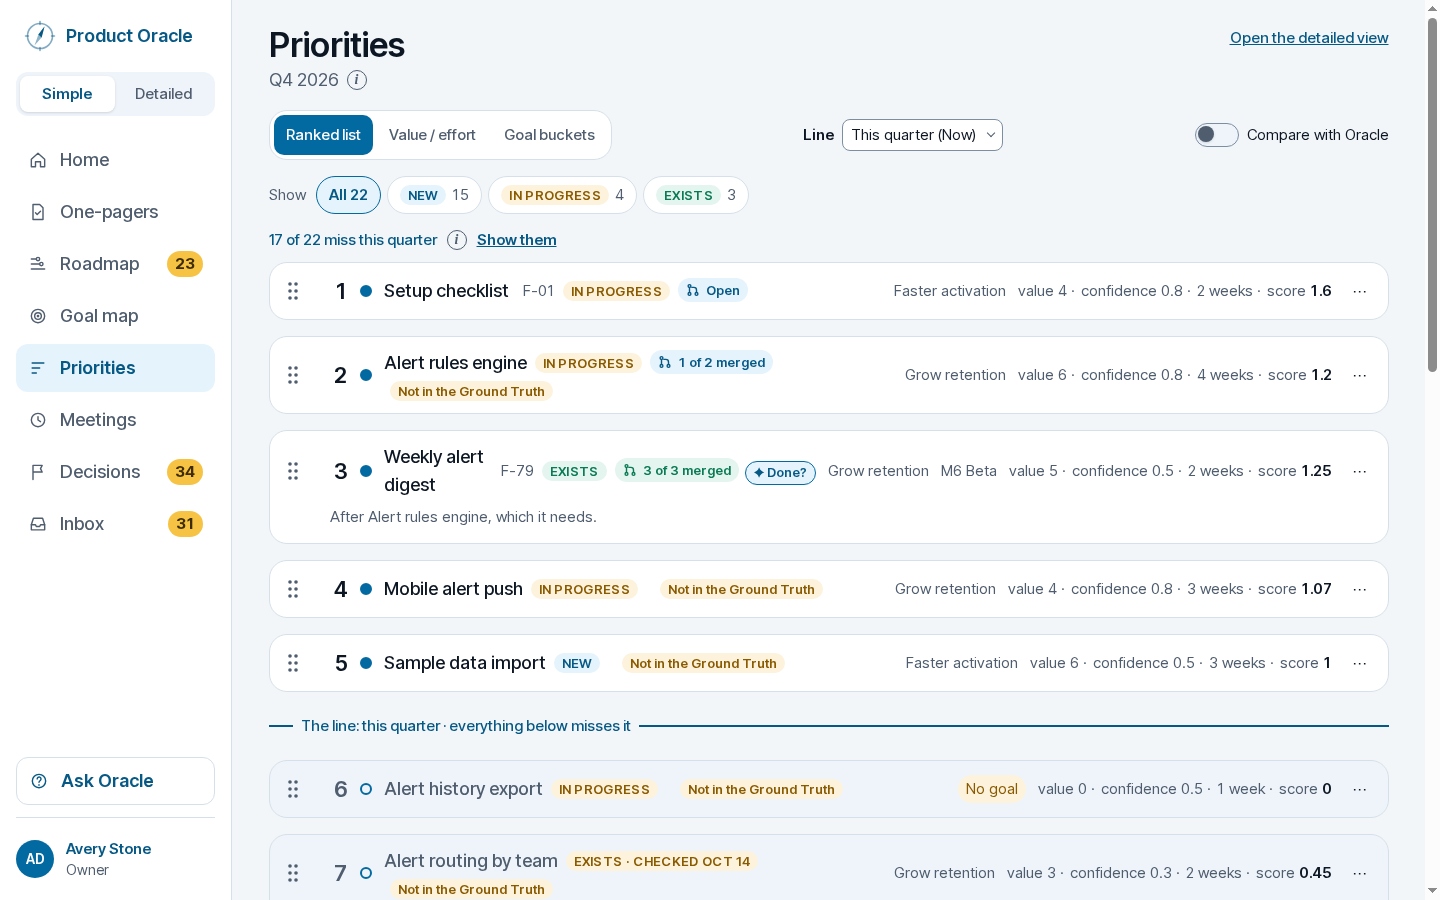 Product Oracle
Simple
Detailed
Home
One-pagers
Roadmap 23
Goal map
Priorities
Meetings
Decisions 34
Inbox 31
Ask Oracle
AD
Avery Stone
Owner
Priorities
Open the detailed view
Q4 2026 i
Ranked list
Value / effort
Goal buckets
Line This quarter (Now)
Compare with Oracle
Show All 22 NEW 15 IN PROGRESS 4 EXISTS 3
17 of 22 miss this quarter i Show them
1 Setup checklist F-01 IN PROGRESS Open Faster activation value 4 · confidence 0.8 · 2 weeks · score 1.6 ...
2 Alert rules engine IN PROGRESS 1 of 2 merged
Not in the Ground Truth
Grow retention value 6 · confidence 0.8 · 4 weeks · score 1.2 ...
3 Weekly alert digest F-79 EXISTS 3 of 3 merged Done? Grow retention M6 Beta value 5 · confidence 0.5 · 2 weeks · score 1.25 ...
After Alert rules engine, which it needs.
4 Mobile alert push IN PROGRESS Not in the Ground Truth Grow retention value 4 · confidence 0.8 · 3 weeks · score 1.07 ...
5 Sample data import NEW Not in the Ground Truth Faster activation value 6 · confidence 0.5 · 3 weeks · score 1 ...
The line: this quarter · everything below misses it
6 Alert history export IN PROGRESS Not in the Ground Truth No goal value 0 · confidence 0.5 · 1 week · score 0 ...
7 Alert routing by team EXISTS · CHECKED OCT 14
Not in the Ground Truth
Grow retention value 3 · confidence 0.3 · 2 weeks · score 0.45 ...